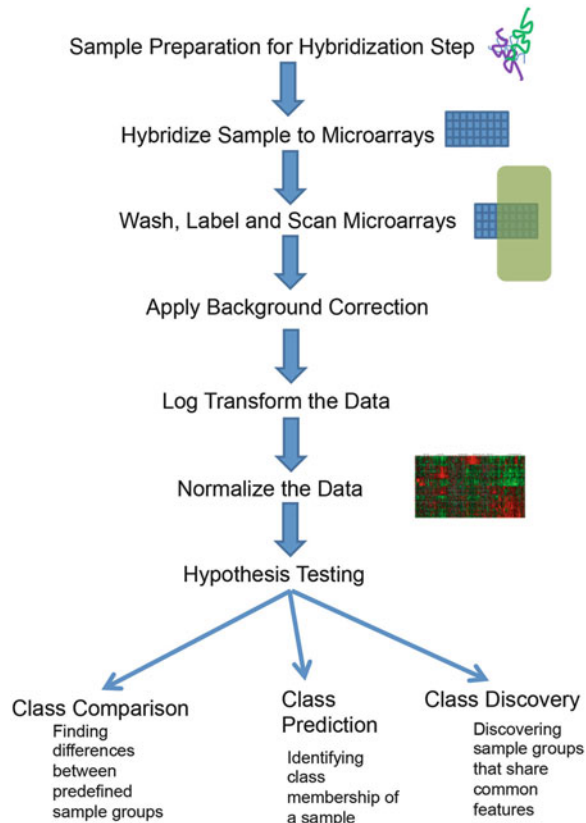 Sample Preparation for Hybridization Step
Hybridize Sample to Microarrays
Wash, Label and Scan Microarrays
Apply Background Correction
Log Transform the Data
Normalize the Data
Hypothesis Testing
Class Comparison
Finding
differences
between
predefined
sample groups
Class
Prediction
Identifying
class
membership of
a sample
Class Discovery
Discovering
sample groups
that share
common
features